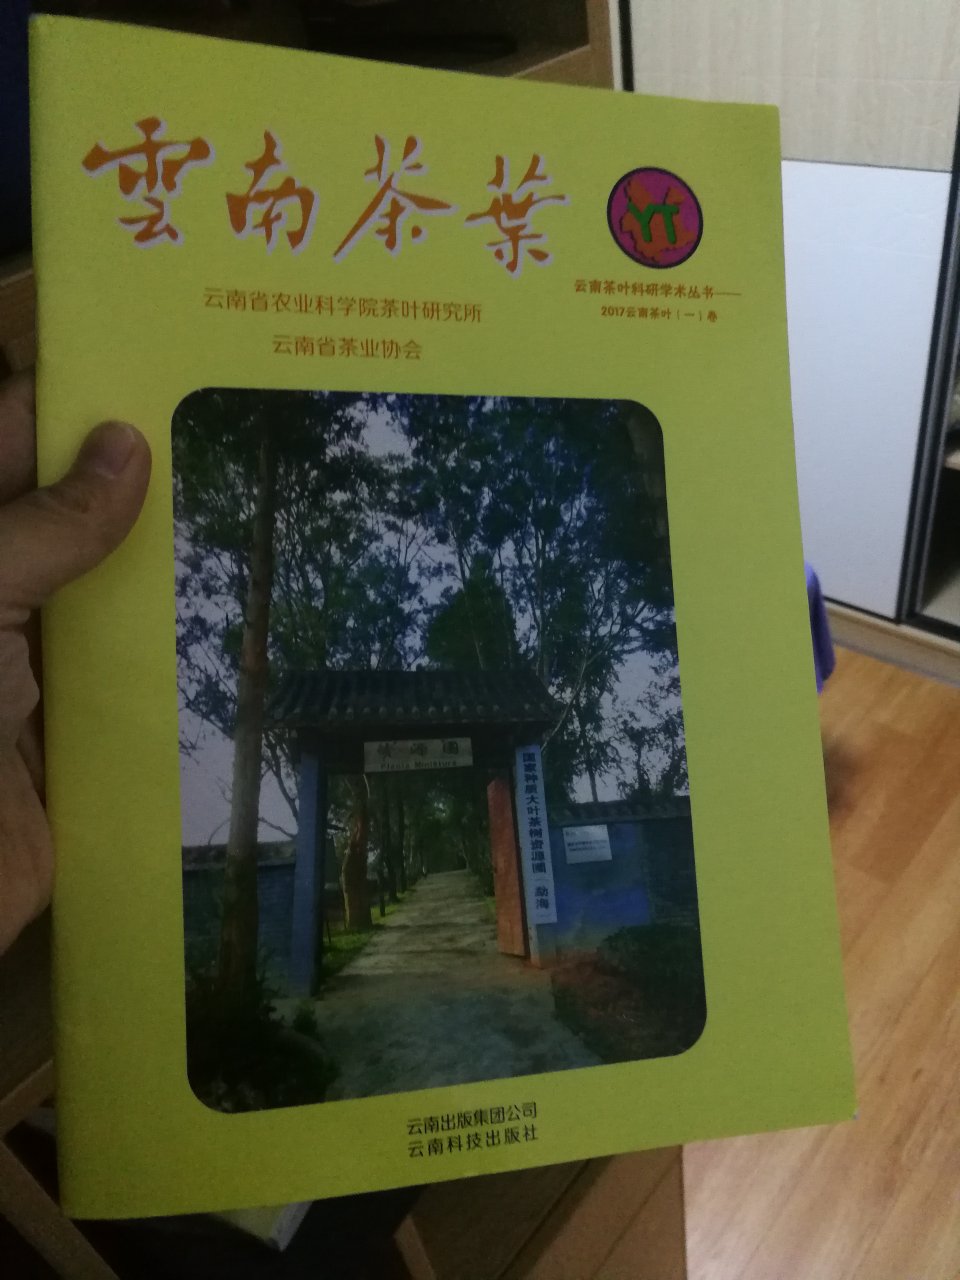 雲南茶葉
YT
云南茶叶科研学术丛书——
2017云南茶叶（一）卷
云南省农业科学院茶叶研究所
云南省茶业协会
资源圃
国家种质大叶茶树资源圃（勐海）
云南出版集团公司
云南科技出版社